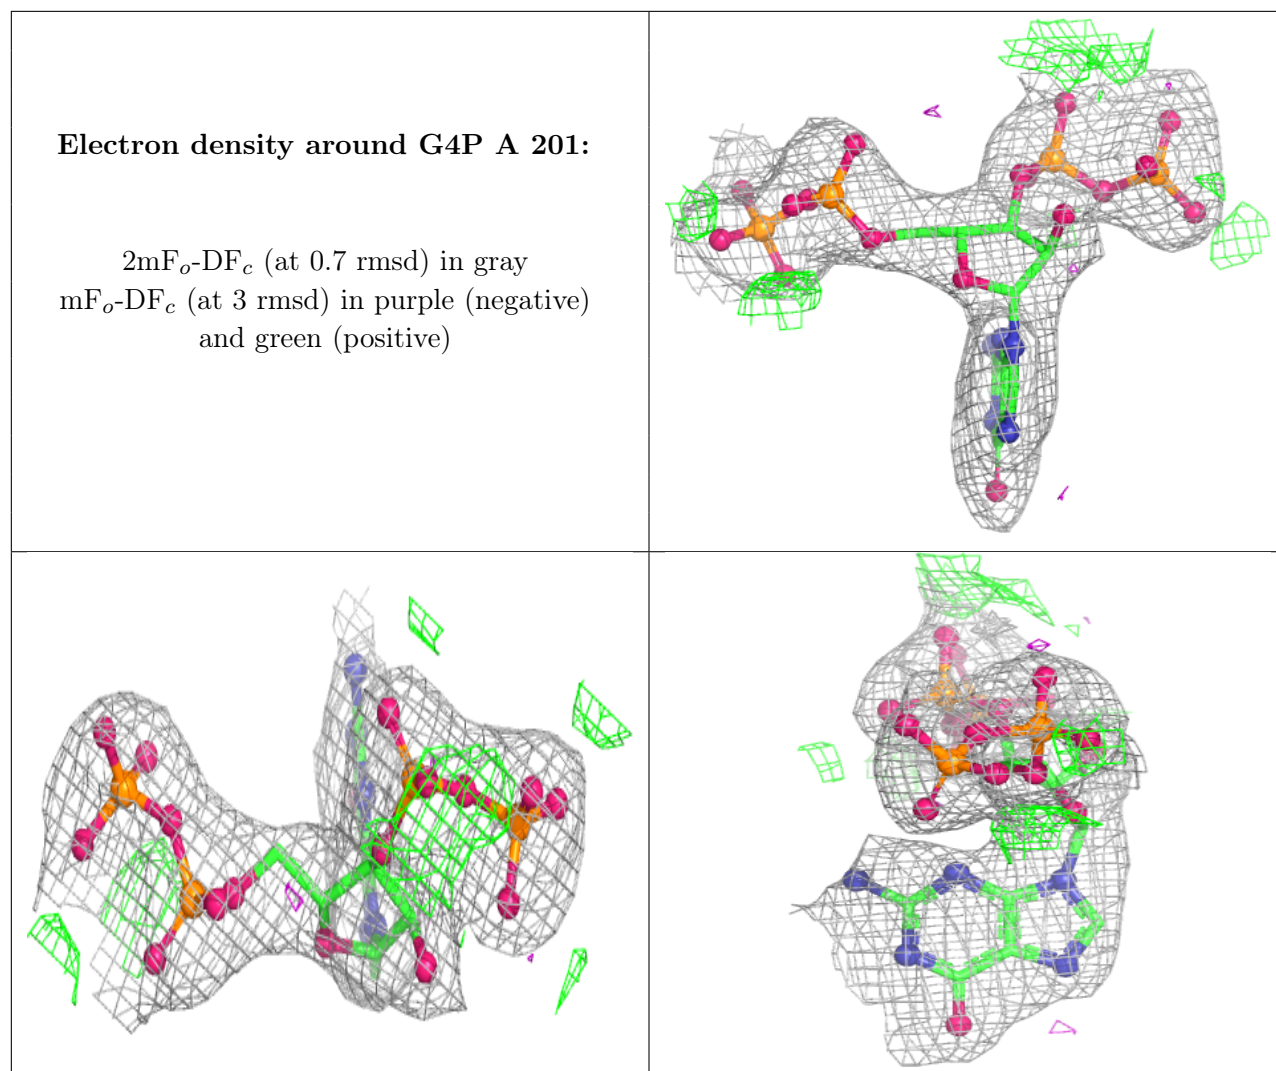 Electron density around G4P A 201:
2mFo-DFc (at 0.7 rmsd) in gray
mFo-DFc (at 3 rmsd) in purple (negative)
and green (positive)